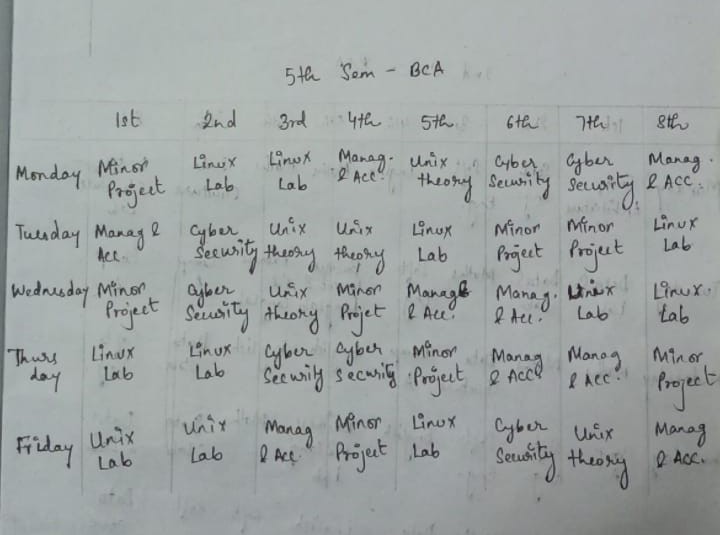 5th Sem - BCA
1st 2nd 3rd 4th 5th 6th 7th 8th
Monday Minor Linux Linux Manag. Unix Cyber Cyber Manag.
Project Lab Lab & Acc. theory Security Security & Acc.
Tuesday Manag & Cyber Unix Unix Linux Minor Minor Linux
Acc. Security theory theory Lab Project Project Lab
Wednesday Minor Cyber Unix Minor Manag Manag. Linux.
Project Security theory Projet & Acc. & Acc. Lab Lab
Thurs Linux Linux Cyber Cyber Minor Manag Manag Minor
day Lab Lab Security Security Project & Acc & Acc. Project
Friday Unix Unix Manag Minor Linux Cyber Unix Manag
Lab Lab & Acc. Project Lab Security theory & Acc.